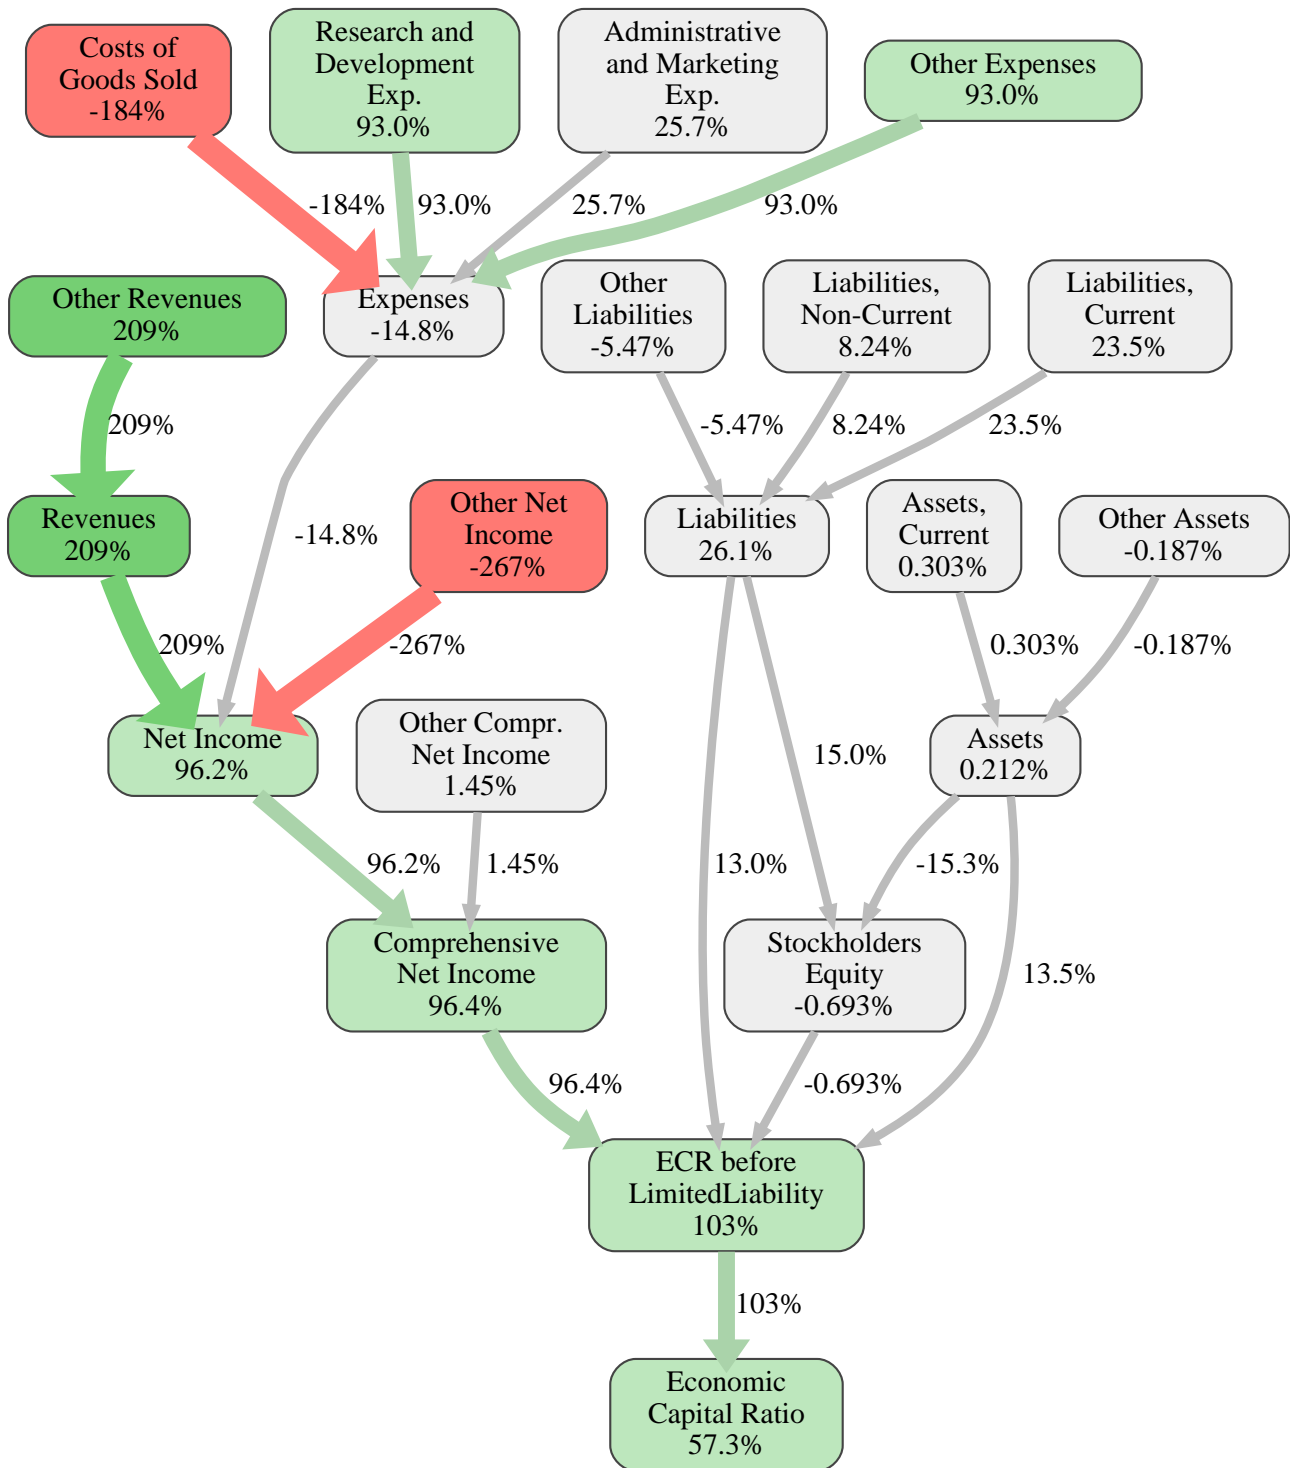 Costs of
Goods Sold
-184%
Research and
Development
Exp.
93.0%
Administrative
and Marketing
Exp.
25.7%
Other Expenses
93.0%
-184%
93.0%
25.7%
93.0%
Other Revenues
209%
Expenses
-14.8%
Other
Liabilities
-5.47%
Liabilities,
Non-Current
8.24%
Liabilities,
Current
23.5%
209%
-5.47%
8.24%
23.5%
Revenues
209%
-14.8%
Other Net
Income
-267%
Liabilities
26.1%
Assets,
Current
0.303%
Other Assets
-0.187%
209%
-267%
0.303%
-0.187%
Net Income
96.2%
Other Compr.
Net Income
1.45%
15.0%
Assets
0.212%
96.2%
1.45%
13.0%
-15.3%
Comprehensive
Net Income
96.4%
Stockholders
Equity
-0.693%
13.5%
96.4%
-0.693%
ECR before
LimitedLiability
103%
103%
Economic
Capital Ratio
57.3%